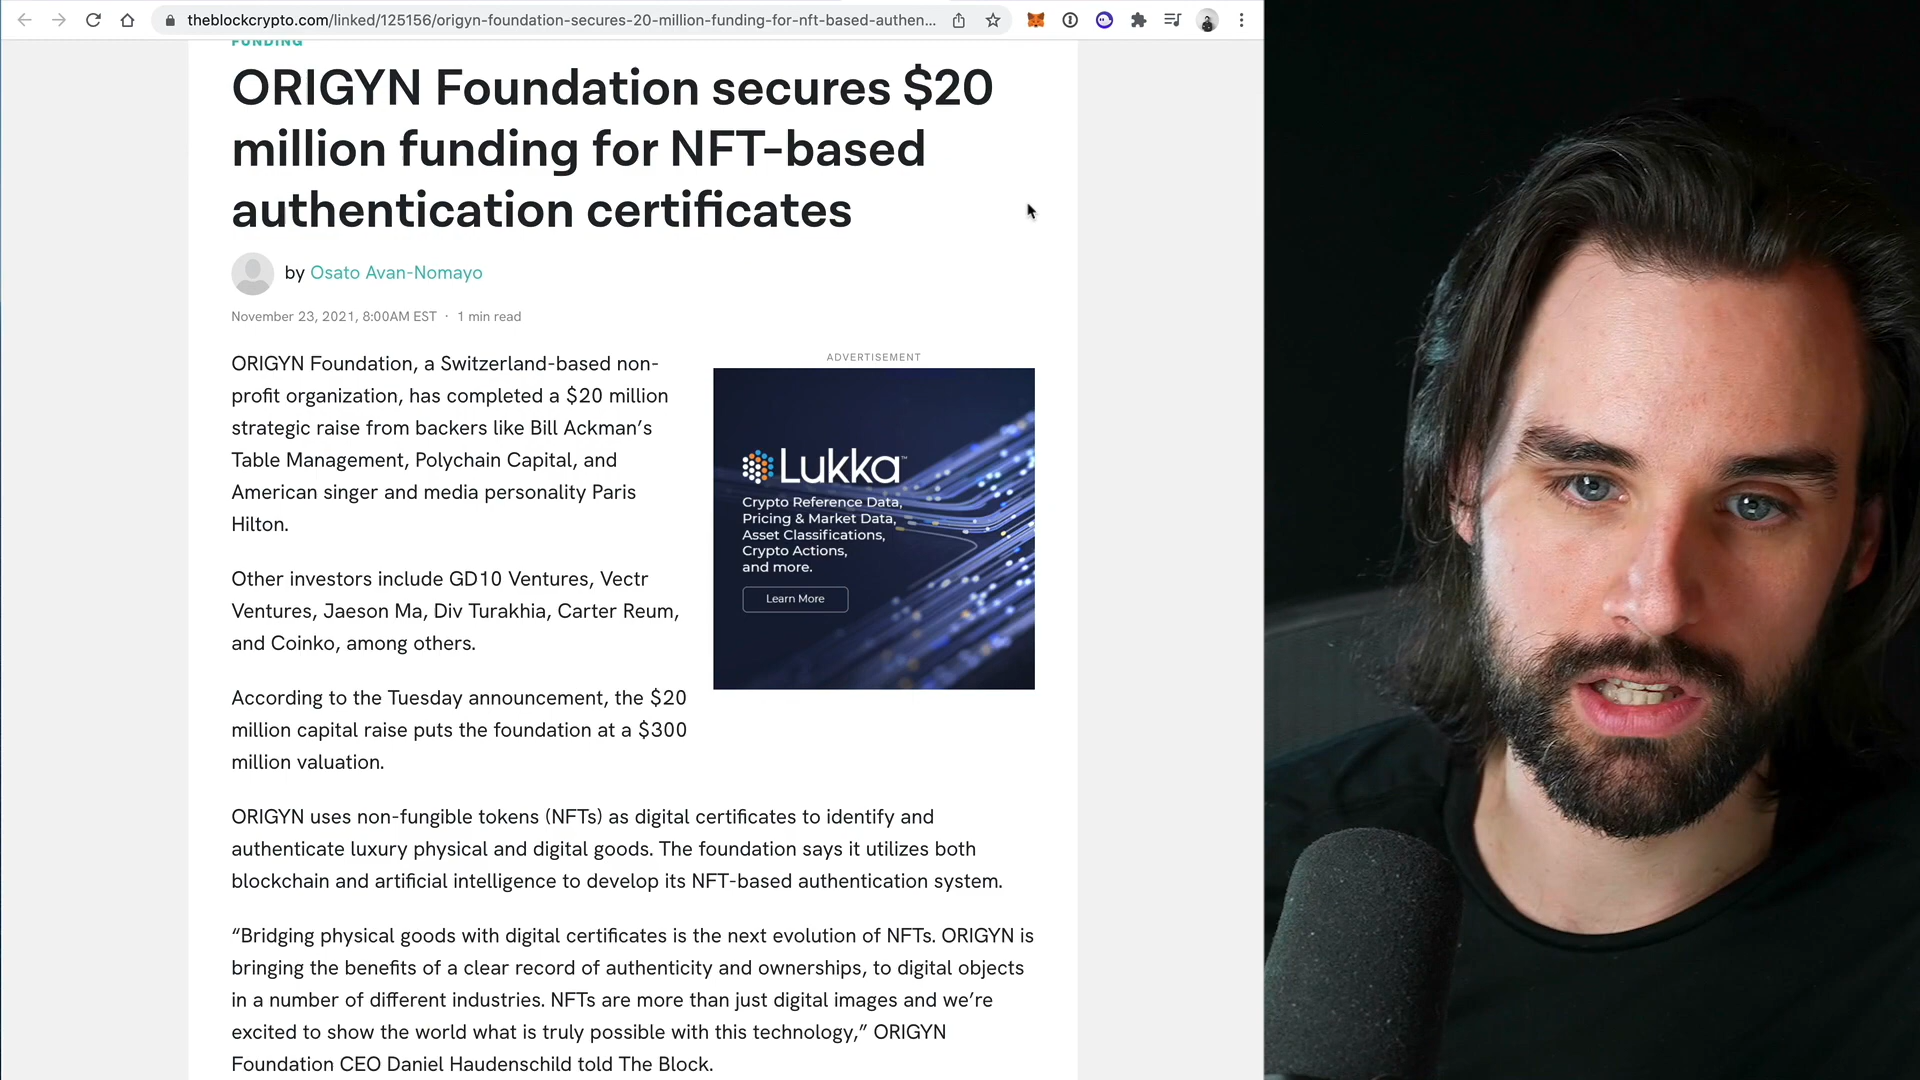 theblockcrypto.com/linked/125156/origyn-foundation-secures-20-million-funding-for-nft-based-authen...
FUNDING
ORIGYN Foundation secures $20
million funding for NFT-based
authentication certificates
by Osato Avan-Nomayo
November 23, 2021, 8:00AM EST · 1 min read
ORIGYN Foundation, a Switzerland-based non-
profit organization, has completed a $20 million
strategic raise from backers like Bill Ackman’s
Table Management, Polychain Capital, and
American singer and media personality Paris
Hilton.
Other investors include GD10 Ventures, Vectr
Ventures, Jaeson Ma, Div Turakhia, Carter Reum,
and Coinko, among others.
According to the Tuesday announcement, the $20
million capital raise puts the foundation at a $300
million valuation.
ADVERTISEMENT
Lukka™
Crypto Reference Data,
Pricing & Market Data,
Asset Classifications,
Crypto Actions,
and more.
Learn More
ORIGYN uses non-fungible tokens (NFTs) as digital certificates to identify and
authenticate luxury physical and digital goods. The foundation says it utilizes both
blockchain and artificial intelligence to develop its NFT-based authentication system.
“Bridging physical goods with digital certificates is the next evolution of NFTs. ORIGYN is
bringing the benefits of a clear record of authenticity and ownerships, to digital objects
in a number of different industries. NFTs are more than just digital images and we’re
excited to show the world what is truly possible with this technology,” ORIGYN
Foundation CEO Daniel Haudenschild told The Block.